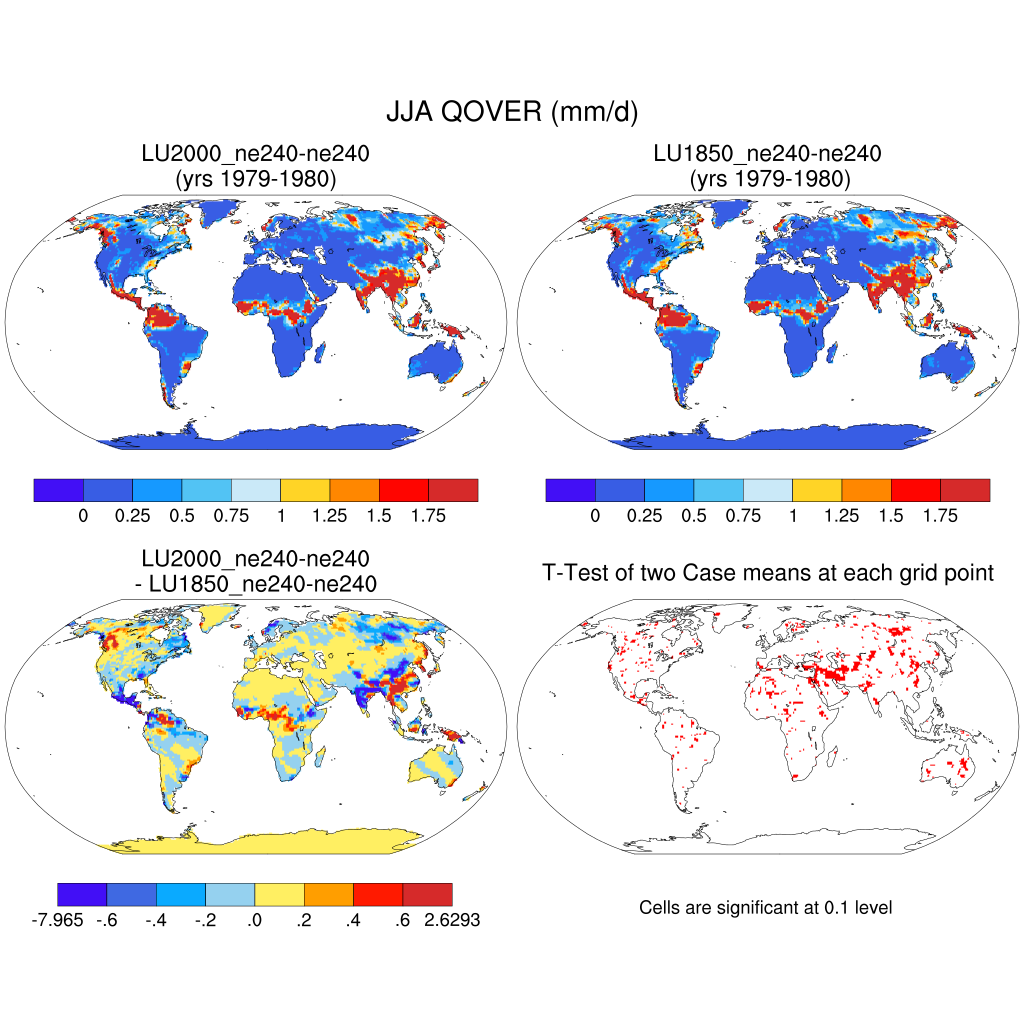 JJA QOVER (mm/d)
LU2000_ne240-ne240
(yrs 1979-1980)
LU1850_ne240-ne240
(yrs 1979-1980)
0 0.25 0.5 0.75 1 1.25 1.5 1.75
0 0.25 0.5 0.75 1 1.25 1.5 1.75
LU2000_ne240-ne240
- LU1850_ne240-ne240
T-Test of two Case means at each grid point
-7.965 -.6 -.4 -.2 .0 .2 .4 .6 2.6293
Cells are significant at 0.1 level